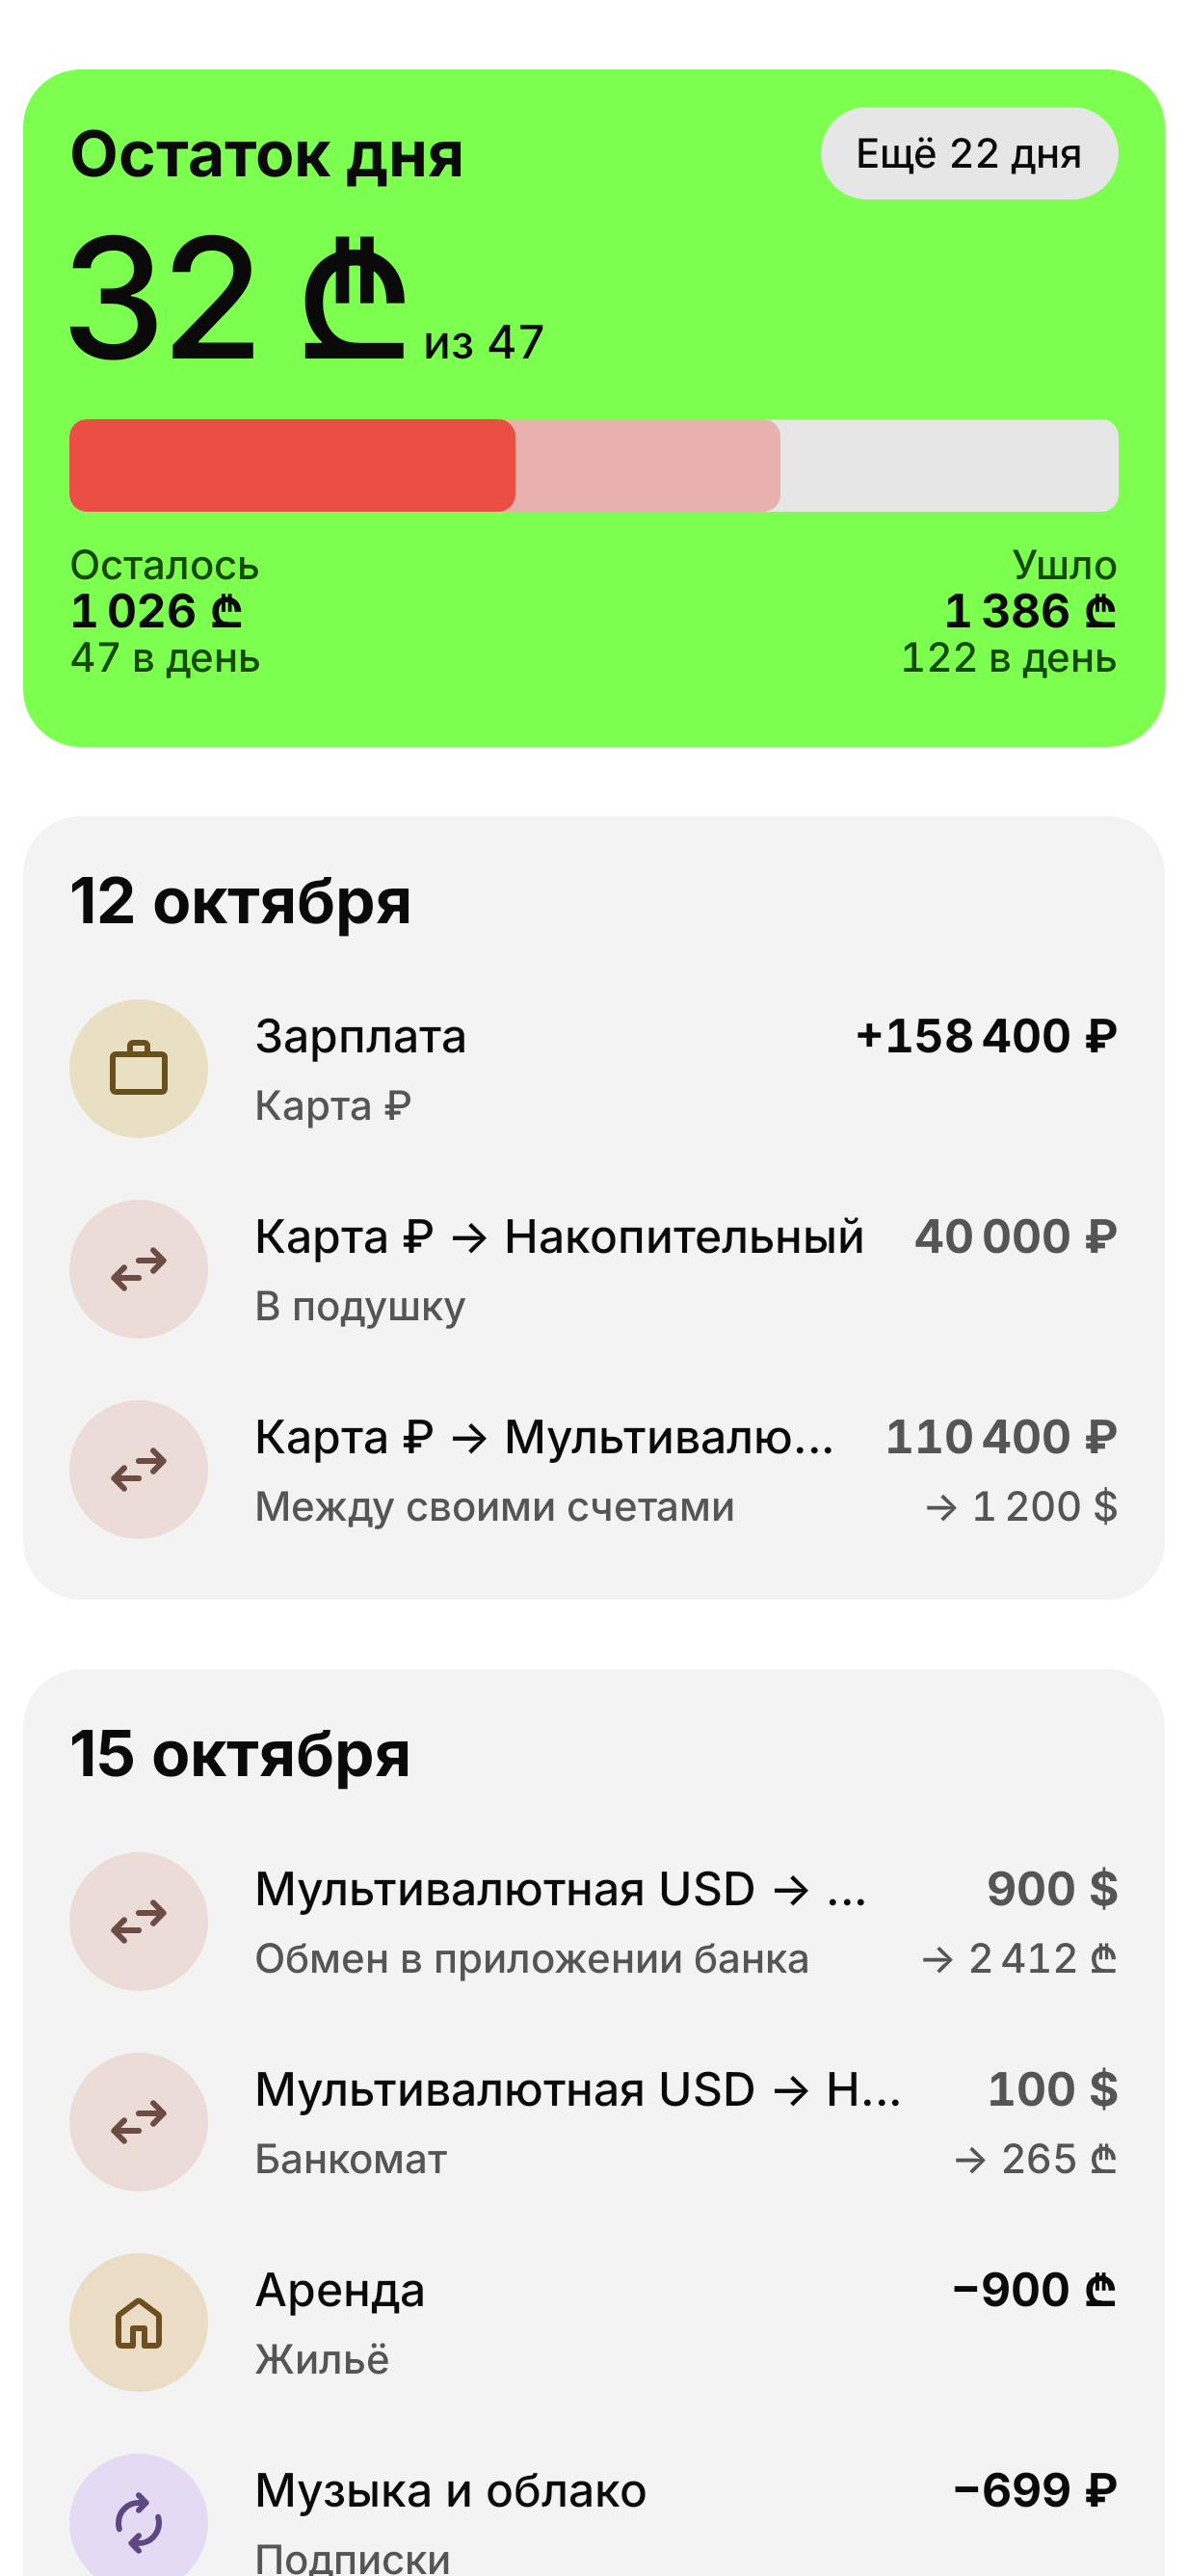 Остаток дня
Ещё 22 дня
32 ₾ из 47
Осталось
Ушло
1 026 ₾
1 386 ₾
47 в день
122 в день
12 октября
Зарплата
+158 400 ₽
Карта ₽
Карта ₽ → Накопительный
40 000 ₽
В подушку
Карта ₽ → Мультивалю...
110 400 ₽
Между своими счетами
→ 1 200 $
15 октября
Мультивалютная USD → ...
900 $
Обмен в приложении банка
→ 2 412 ₾
Мультивалютная USD → Н...
100 $
Банкомат
→ 265 ₾
Аренда
−900 ₾
Жильё
Музыка и облако
−699 ₽
Подписки